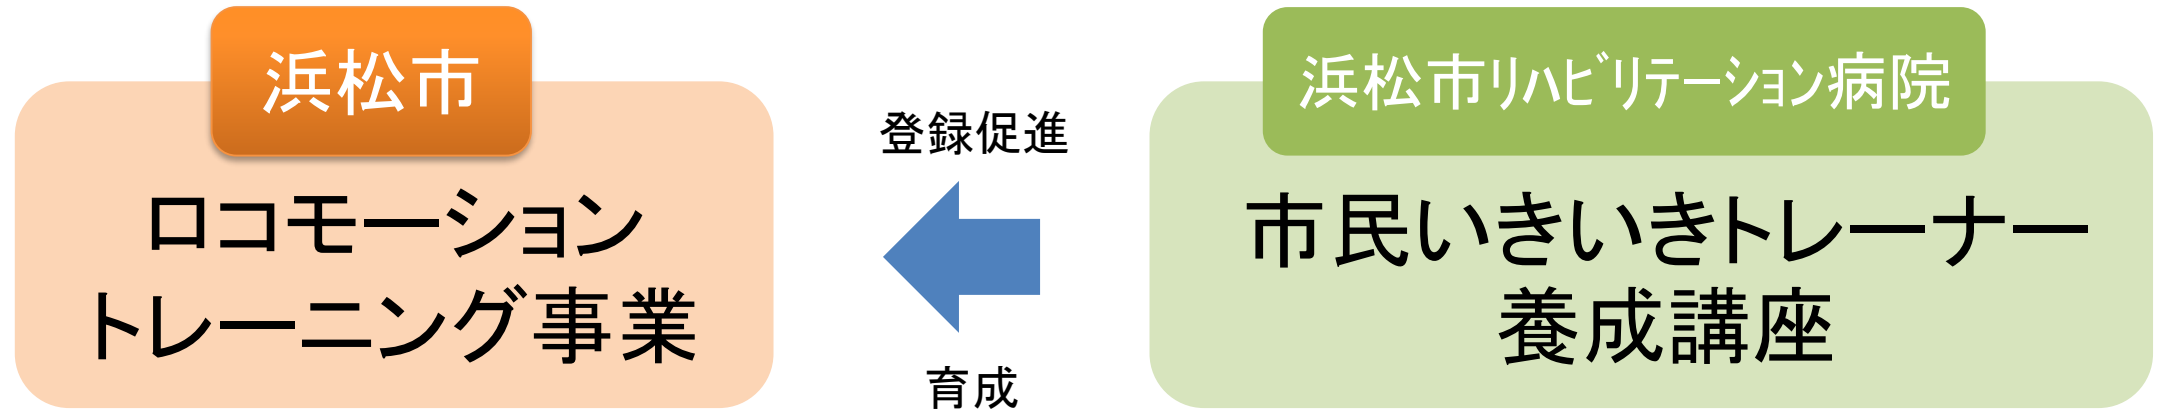 浜松市
ロコモーション
トレーニング事業
登録促進
育成
浜松市ﾘﾊﾋﾞﾘﾃｰｼｮﾝ病院
市民いきいきトレーナー
養成講座